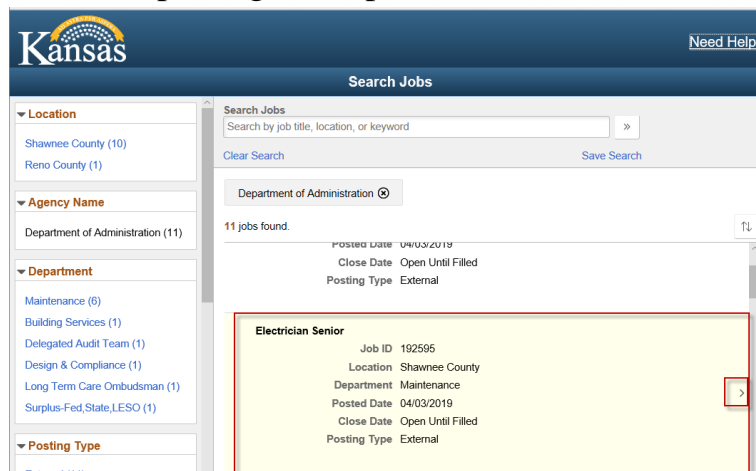 Kansas
Need Help
Search Jobs
Location
Shawnee County (10)
Reno County (1)
Agency Name
Department of Administration (11)
Department
Maintenance (6)
Building Services (1)
Delegated Audit Team (1)
Design & Compliance (1)
Long Term Care Ombudsman (1)
Surplus-Fed,State,LESO (1)
Posting Type
Search Jobs
Search by job title, location, or keyword
»
Clear Search
Save Search
Department of Administration
11 jobs found.
Posted Date 04/03/2019
Close Date Open Until Filled
Posting Type External
Electrician Senior
Job ID 192595
Location Shawnee County
Department Maintenance
Posted Date 04/03/2019
Close Date Open Until Filled
Posting Type External